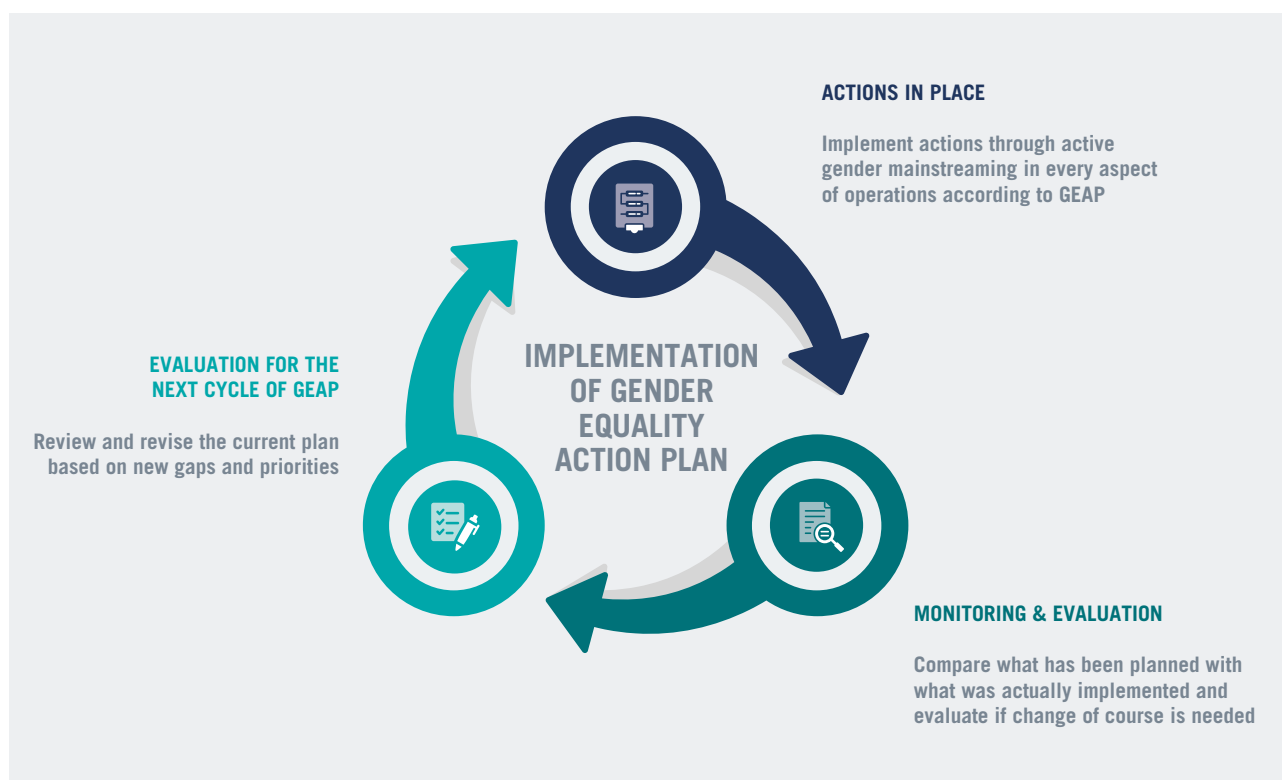 ACTIONS IN PLACE
Implement actions through active
gender mainstreaming in every aspect
of operations according to GEAP
IMPLEMENTATION
OF GENDER
EQUALITY
ACTION PLAN
EVALUATION FOR THE
NEXT CYCLE OF GEAP
Review and revise the current plan
based on new gaps and priorities
MONITORING & EVALUATION
Compare what has been planned with
what was actually implemented and
evaluate if change of course is needed